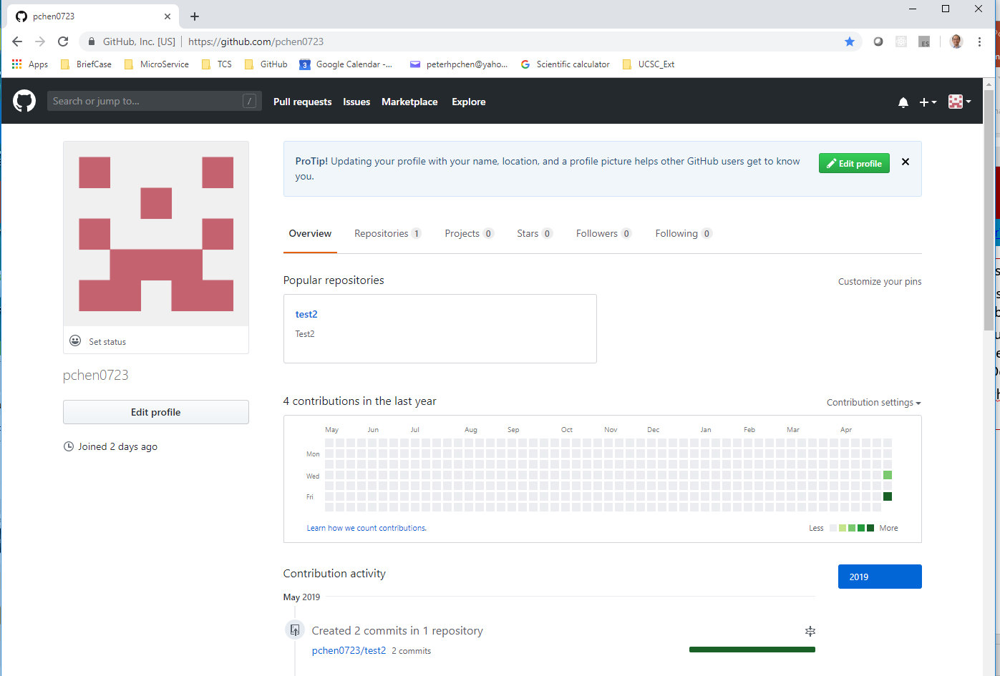 pchen0723
GitHub, Inc. [US] | https://github.com/pchen0723
ES
Apps BriefCase MicroService TCS GitHub 3 Google Calendar -... peterhpchen@yaho... Scientific calculator UCSC_Ext
Search or jump to... / Pull requests Issues Marketplace Explore
ProTip! Updating your profile with your name, location, and a profile picture helps other GitHub users get to know
you.
Edit profile
Overview Repositories 1 Projects 0 Stars 0 Followers 0 Following 0
Popular repositories Customize your pins
test2
Test2
Set status
pchen0723
Edit profile
Joined 2 days ago
4 contributions in the last year Contribution settings
May Jun Jul Aug Sep Oct Nov Dec Jan Feb Mar Apr
Mon
Wed
Fri
Learn how we count contributions. Less More
Contribution activity 2019
May 2019
Created 2 commits in 1 repository
pchen0723/test2 2 commits